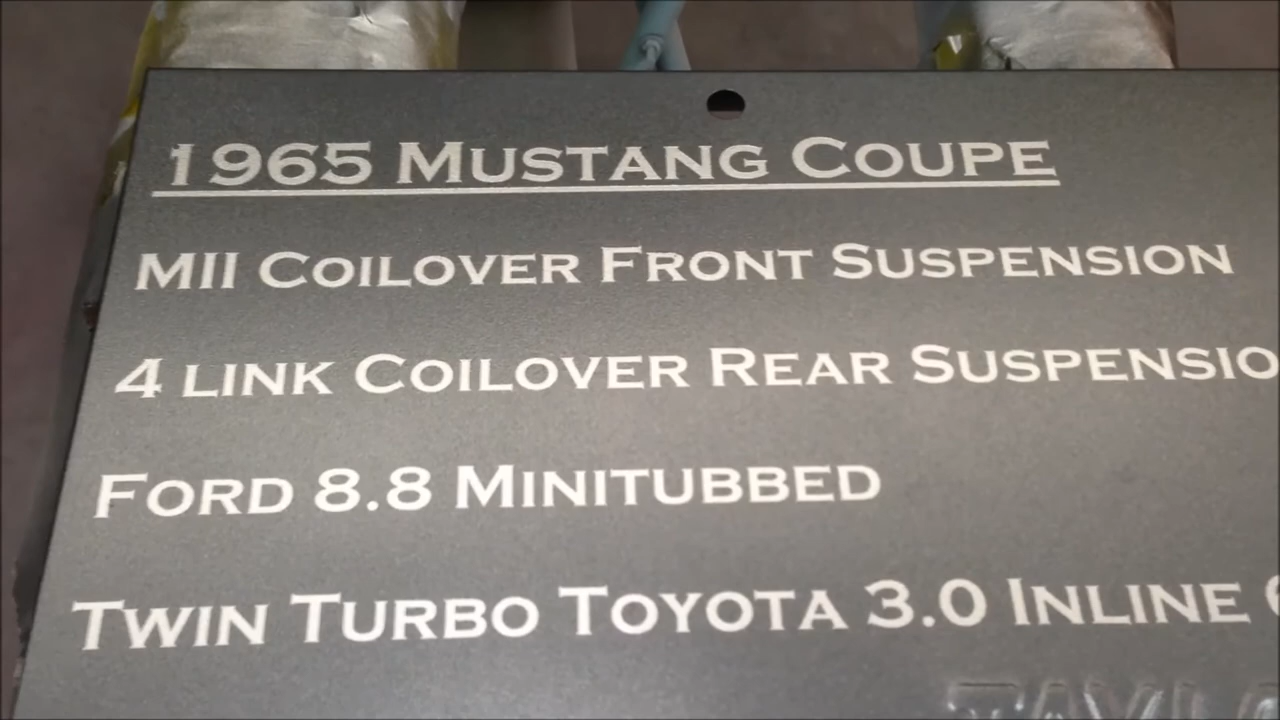 1965 MUSTANG COUPE
MII COILOVER FRONT SUSPENSION
4 LINK COILOVER REAR SUSPENSIO
FORD 8.8 MINITUBBED
TWIN TURBO TOYOTA 3.0 INLINE